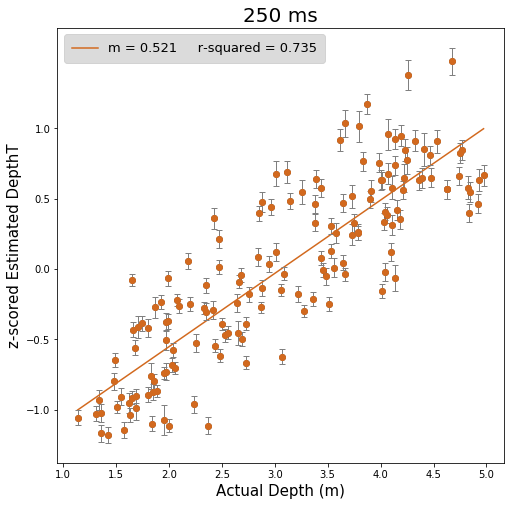 250 ms
m = 0.521 r-squared = 0.735
z-scored Estimated DepthT
1.0
0.5
0.0
−0.5
−1.0
1.0 1.5 2.0 2.5 3.0 3.5 4.0 4.5 5.0
Actual Depth (m)